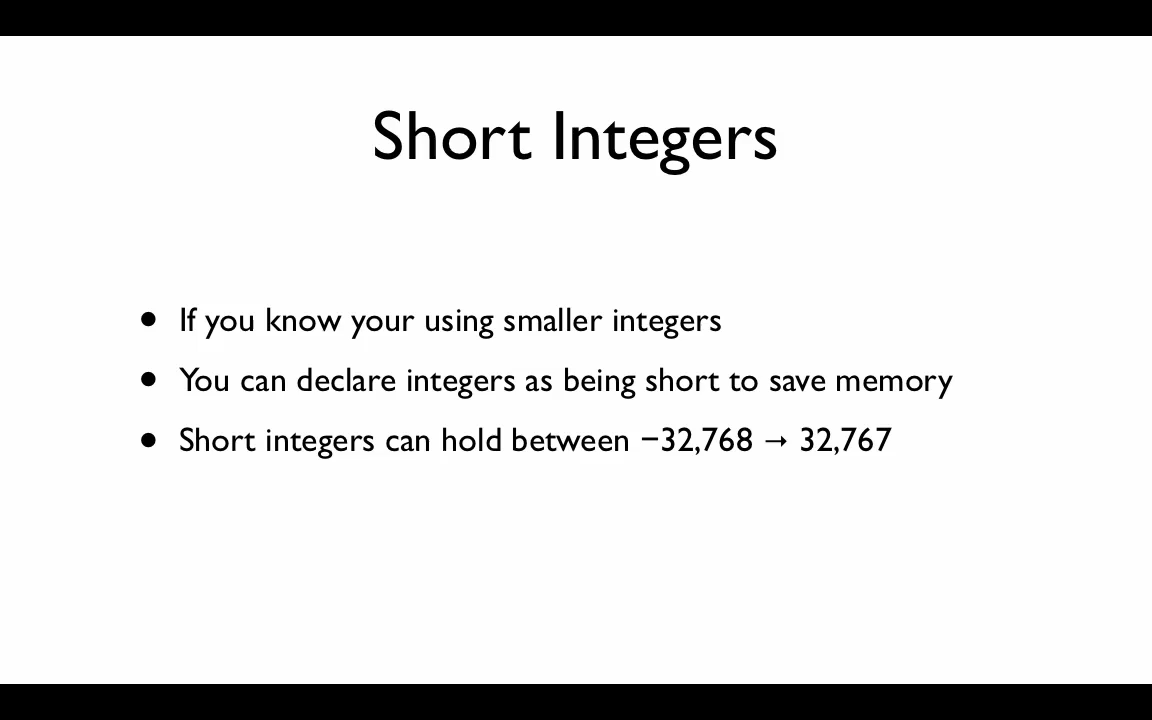 Short Integers
• If you know your using smaller integers
• You can declare integers as being short to save memory
• Short integers can hold between −32,768 → 32,767